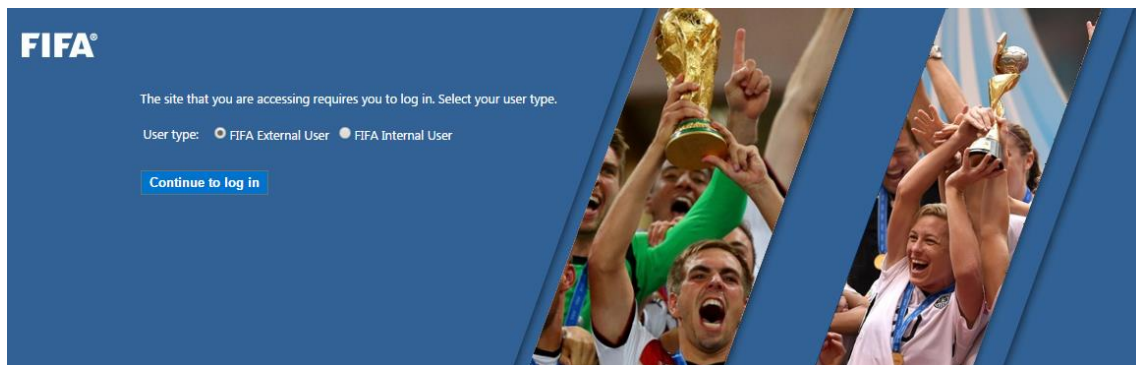 FIFA®
The site that you are accessing requires you to log in. Select your user type.
User type: FIFA External User FIFA Internal User
Continue to log in